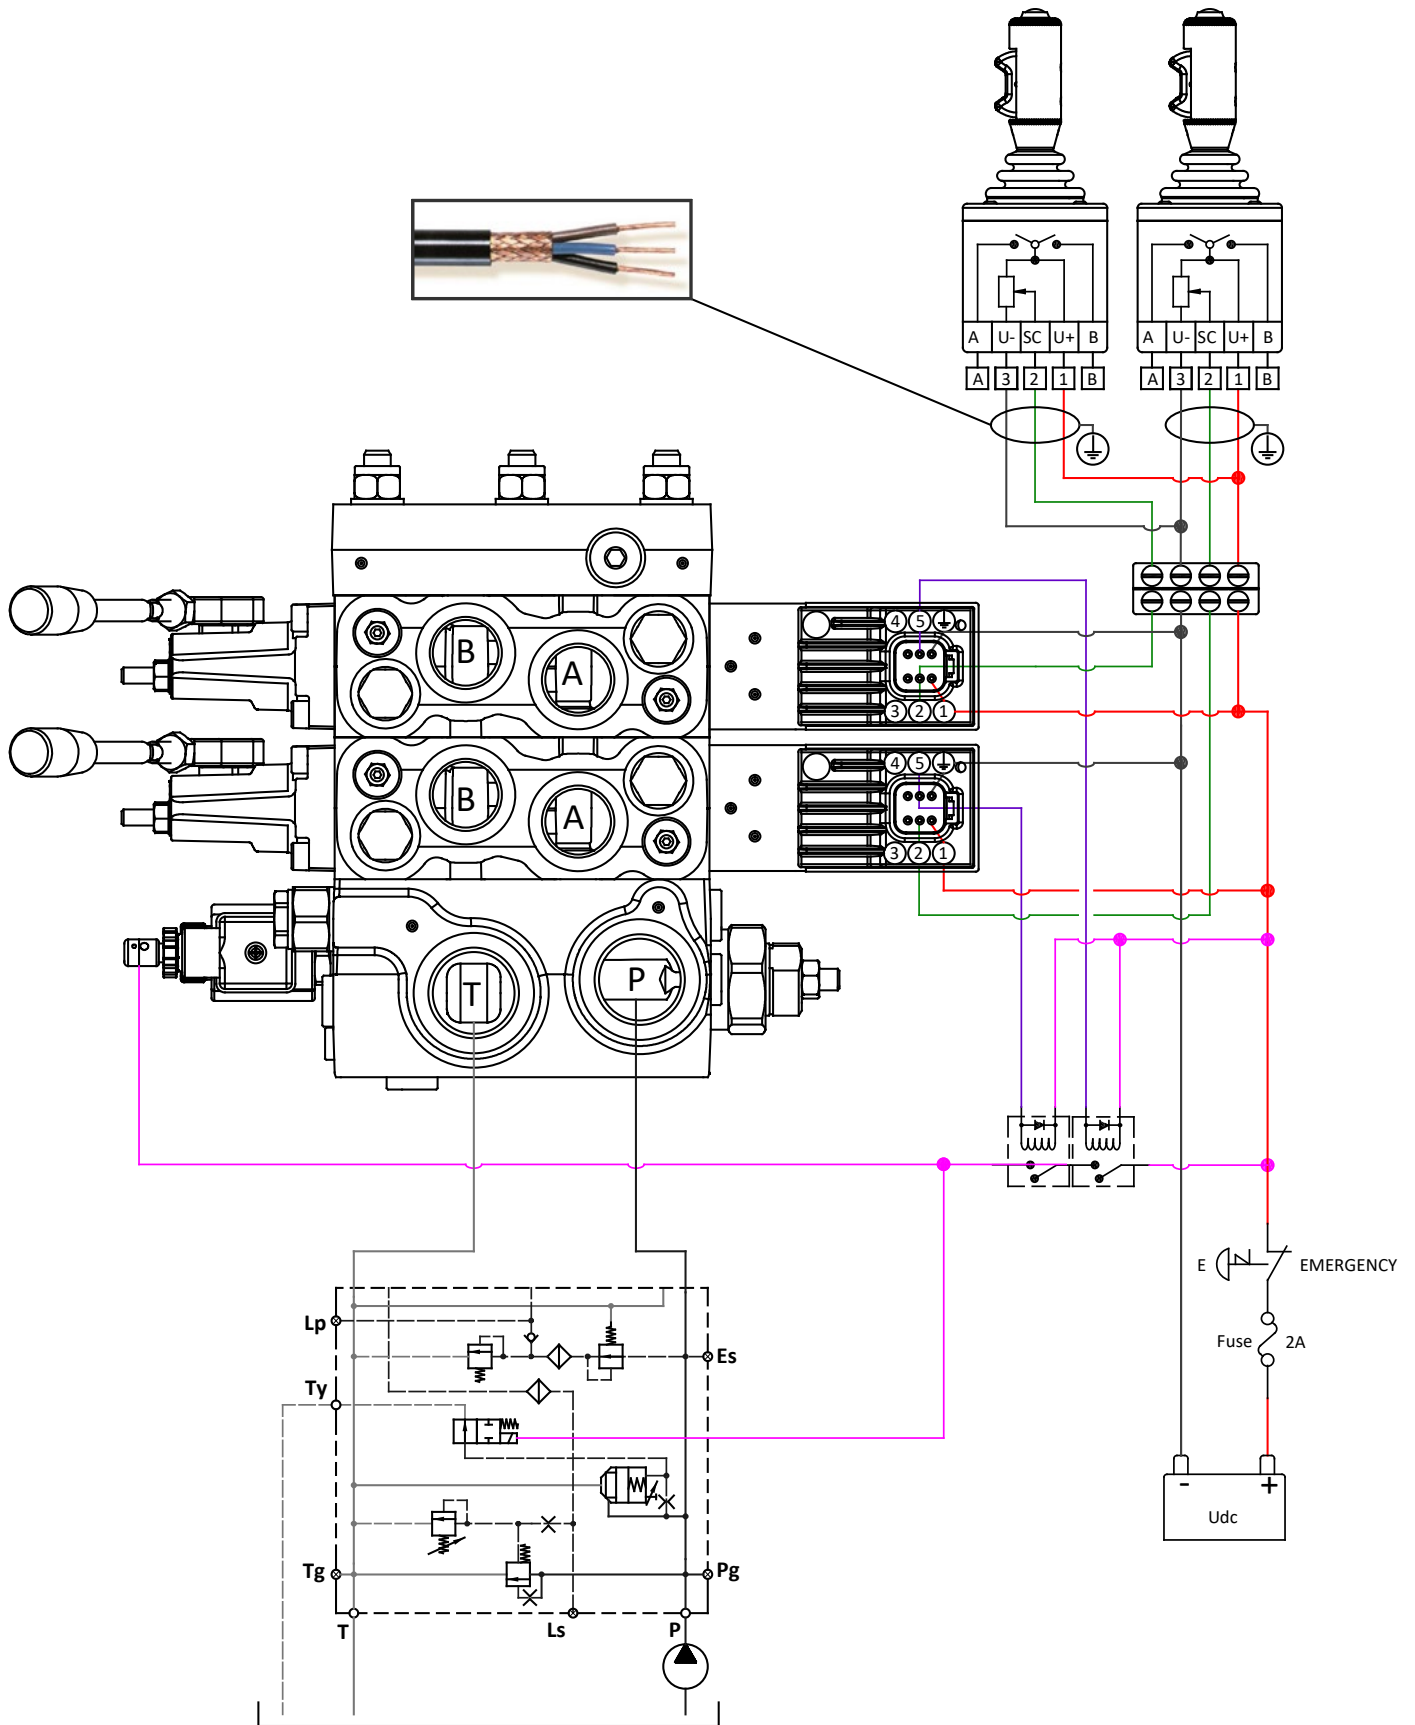 A U- SC U+ B
A U- SC U+ B
A 3 2 1 B
A 3 2 1 B
4 5
B A
3 2 1
4 5
B A
3 2 1
T P
E EMERGENCY
Fuse 2A
Lp
Es
Ty
- +
Udc
Tg Pg
T Ls P